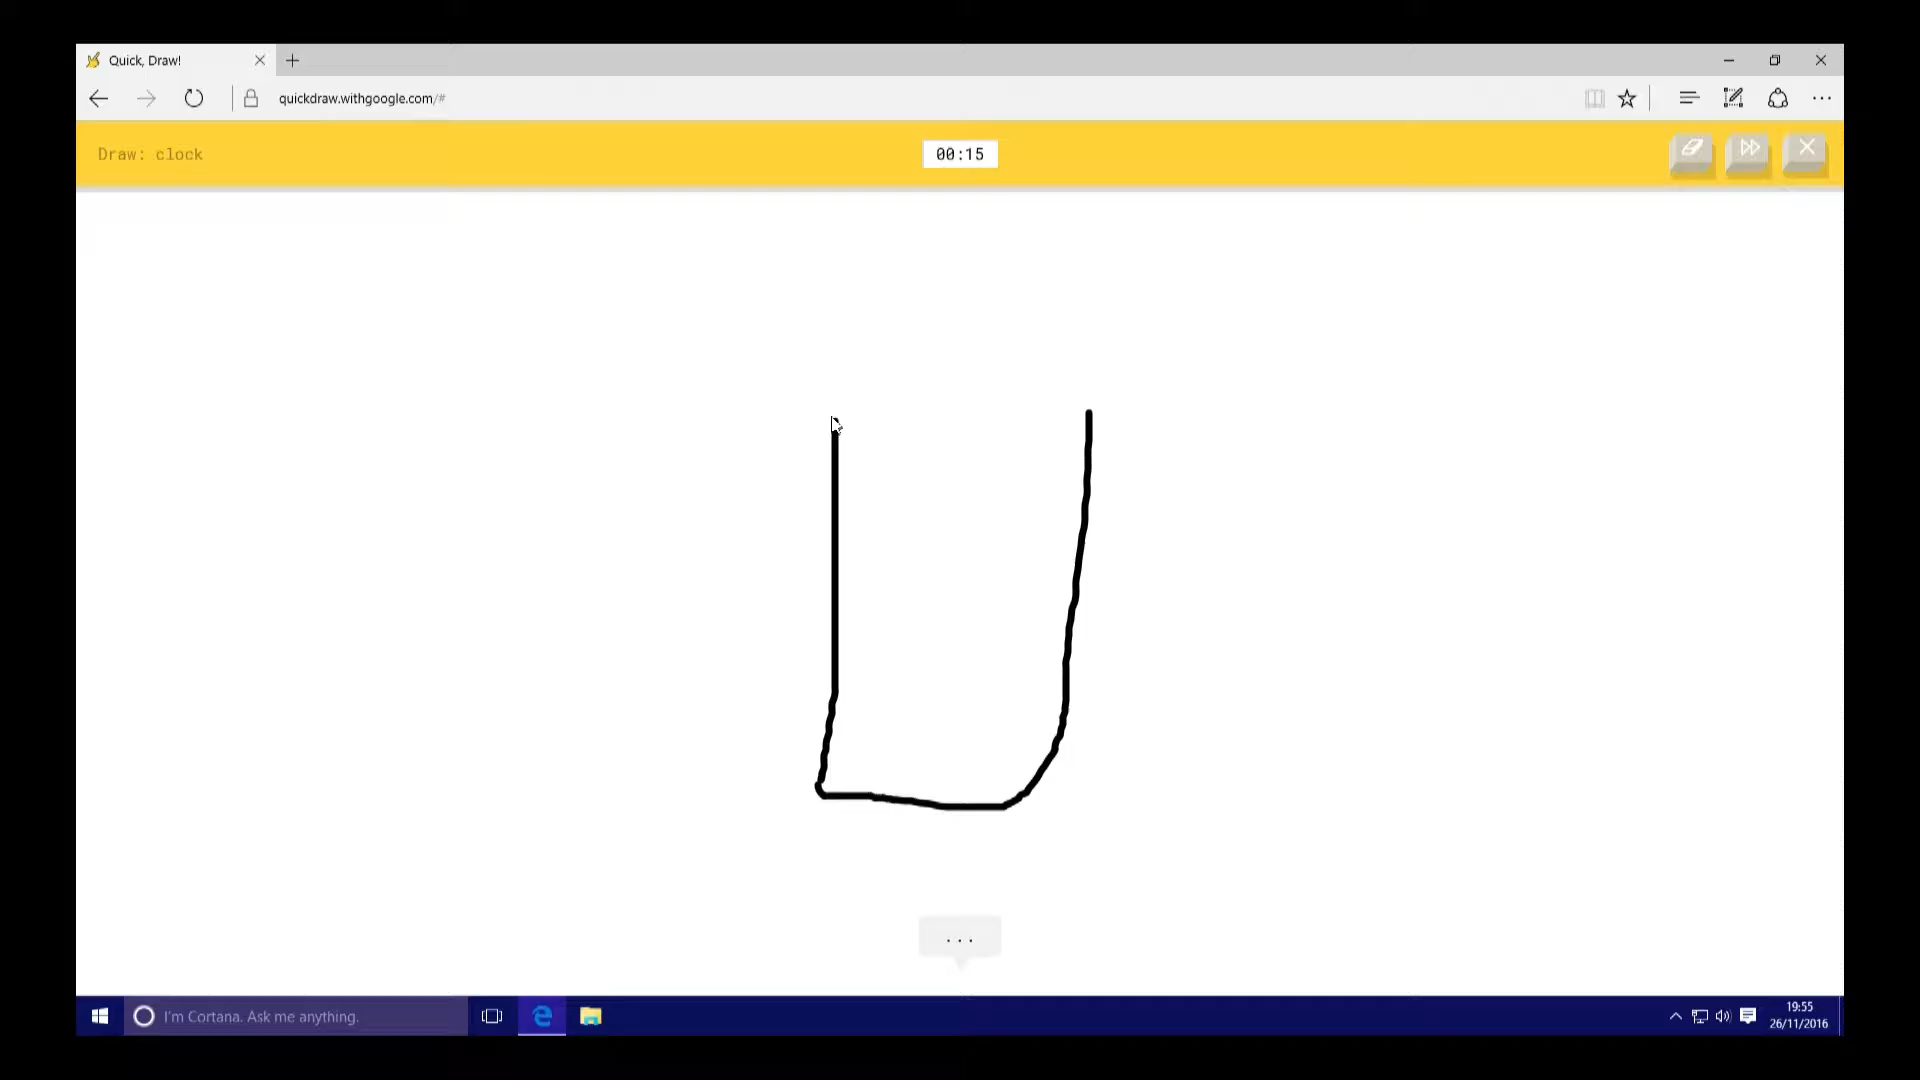 Quick, Draw!
quickdraw.withgoogle.com/#
Draw: clock
00:15
...
I'm Cortana. Ask me anything.
19:55
26/11/2016